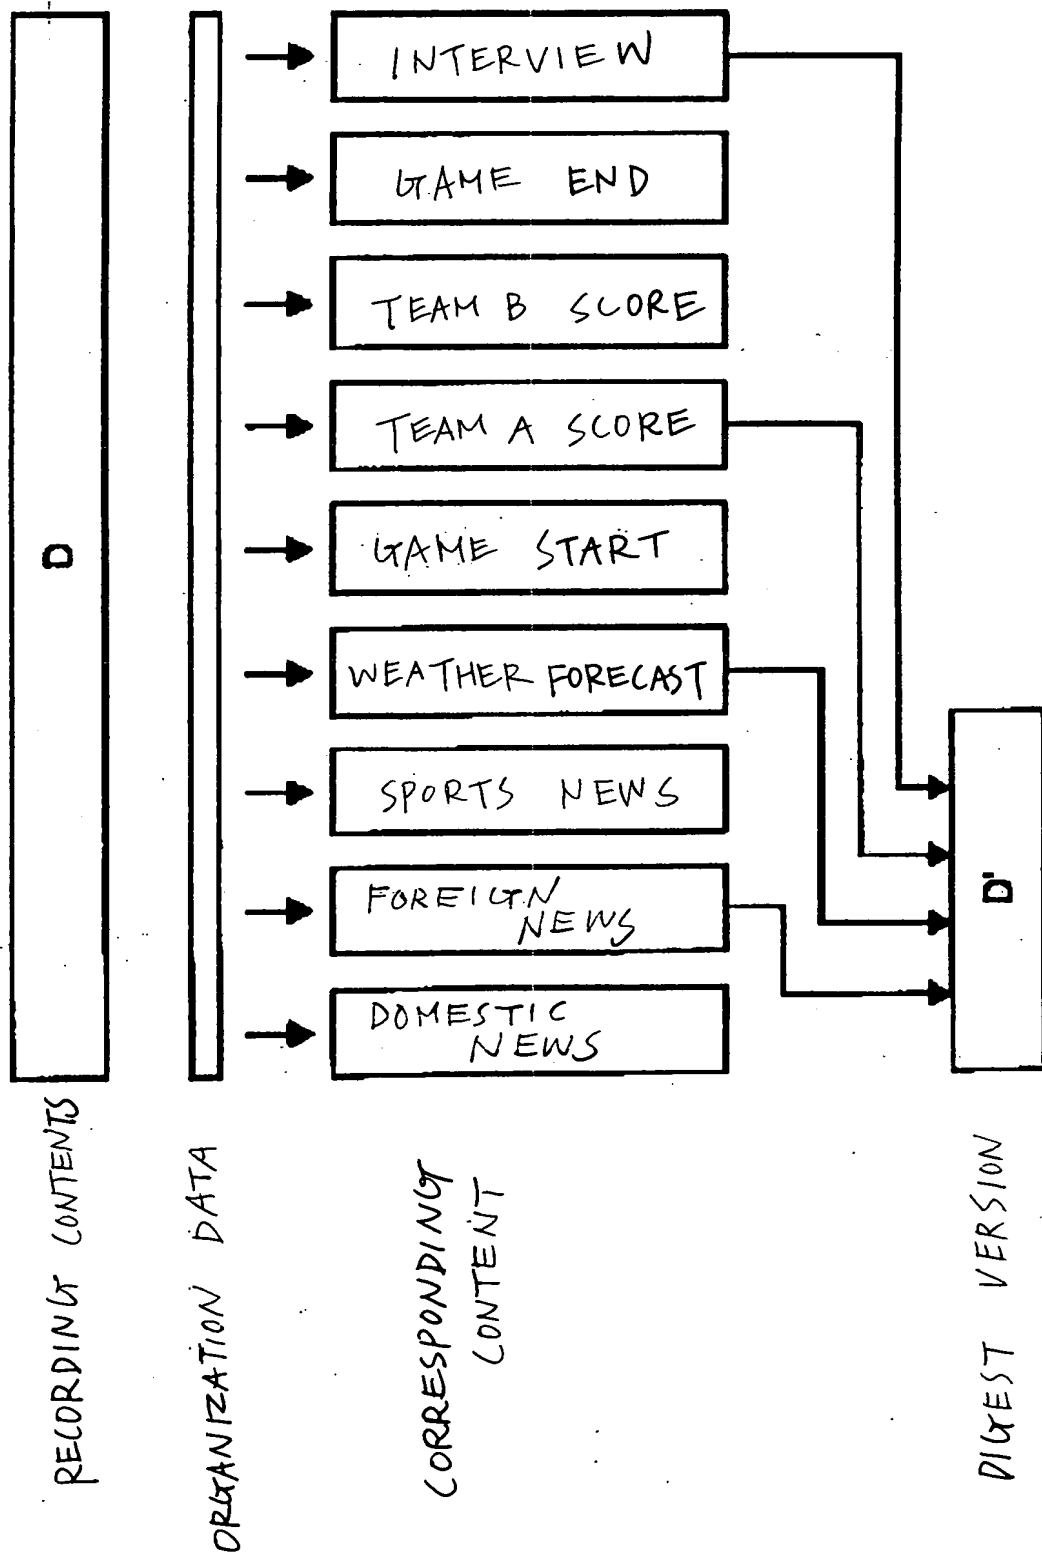 INTERVIEW
GAME END
TEAM B SCORE
TEAM A SCORE
D
GAME START
WEATHER FORECAST
SPORTS NEWS
FOREIGN
NEWS
D'
DOMESTIC
NEWS
RECORDING CONTENTS
ORGANIZATION DATA
CORRESPONDING
CONTENT
DIGEST VERSION